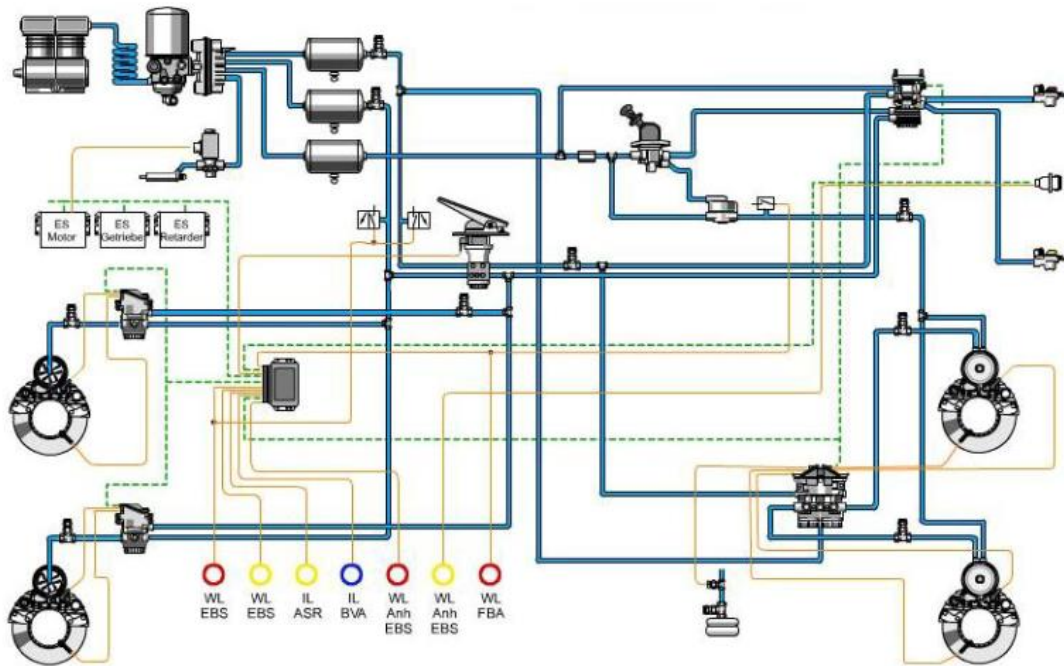 ES
Motor
ES
Getriebe
ES
Retarder
WL
EBS
WL
EBS
IL
ASR
IL
BVA
WL
Anh
EBS
WL
Anh
EBS
WL
FBA